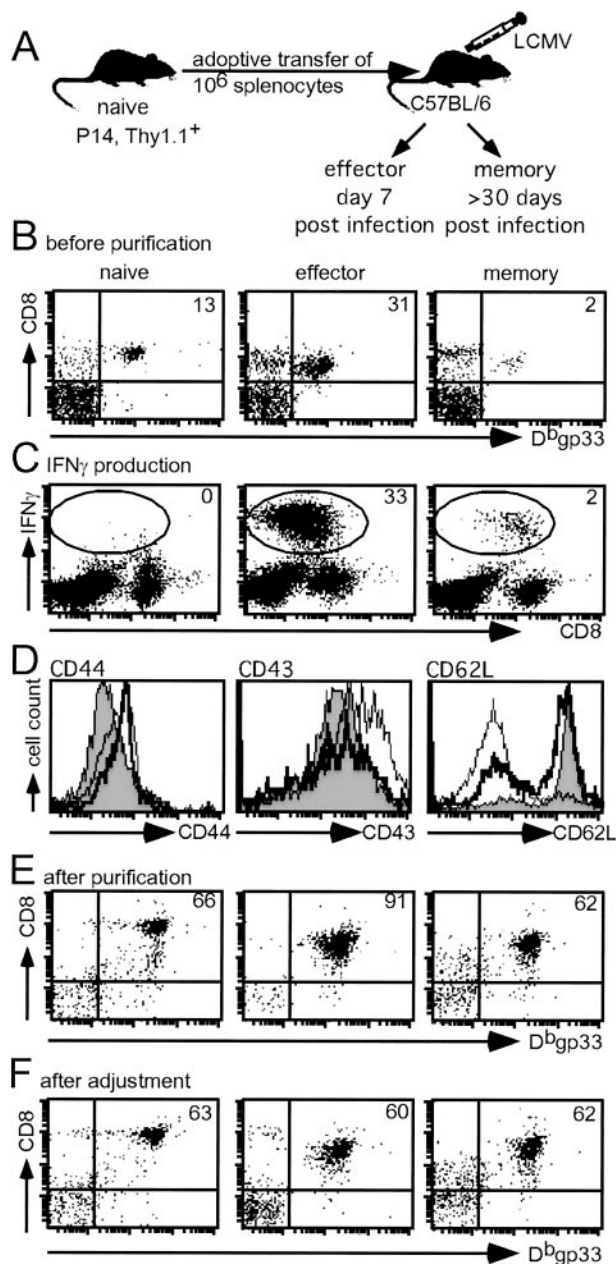 A
LCMV
adoptive transfer of
10⁶ splenocytes
naive
P14, Thy1.1⁺
C57BL/6
effector
day 7
post infection
memory
>30 days
post infection
B before purification
naive effector memory
CD8
13 31 2
Dᵇgp33
C IFNγ production
IFNγ
0 33 2
CD8
D CD44 CD43 CD62L
cell count
CD44 CD43 CD62L
E after purification
CD8
66 91 62
Dᵇgp33
F after adjustment
CD8
63 60 62
Dᵇgp33